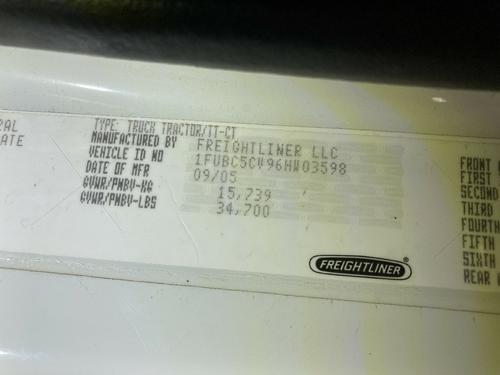 RAL
ATE
TYPE: TRUCK TRACTOR/TT-CT
MANUFACTURED BY FREIGHTLINER LLC
VEHICLE ID NO 1FUBC5CV96HW03598
DATE OF MFR 09/05
GVWR/PNBV-KG 15,739
GVWR/PNBV-LBS 34,700
FREIGHTLINER
FRONT
FIRST
SECOND
THIRD
FOURTH
FIFTH
SIXTH
REAR